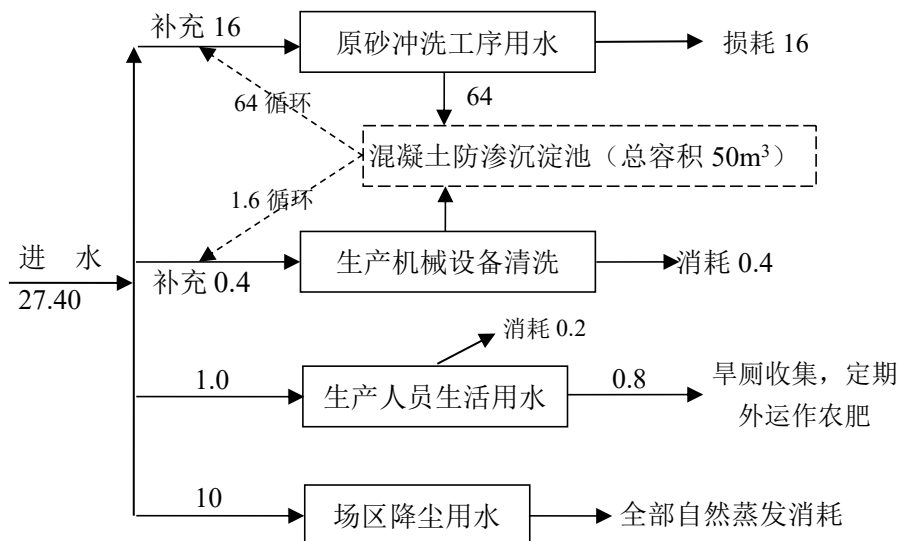 补充 16
原砂冲洗工序用水
损耗 16
64 循环
64
混凝土防渗沉淀池（总容积 50m³）
1.6 循环
进 水
27.40
补充 0.4
生产机械设备清洗
消耗 0.4
消耗 0.2
1.0
生产人员生活用水
0.8
旱厕收集，定期
外运作农肥
10
场区降尘用水
全部自然蒸发消耗